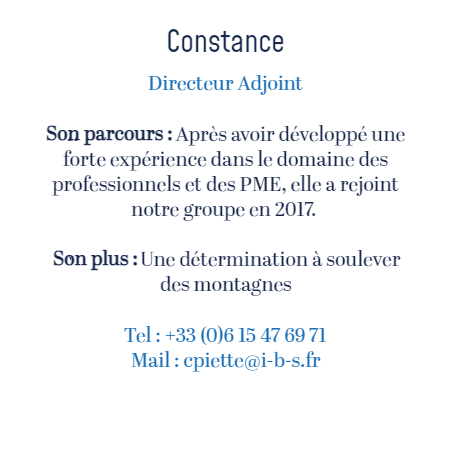 Constance
Directeur Adjoint
Son parcours : Après avoir développé une
forte expérience dans le domaine des
professionnels et des PME, elle a rejoint
notre groupe en 2017.
Son plus : Une détermination à soulever
des montagnes
Tel : +33 (0)6 15 47 69 71
Mail : cpiette@i-b-s.fr